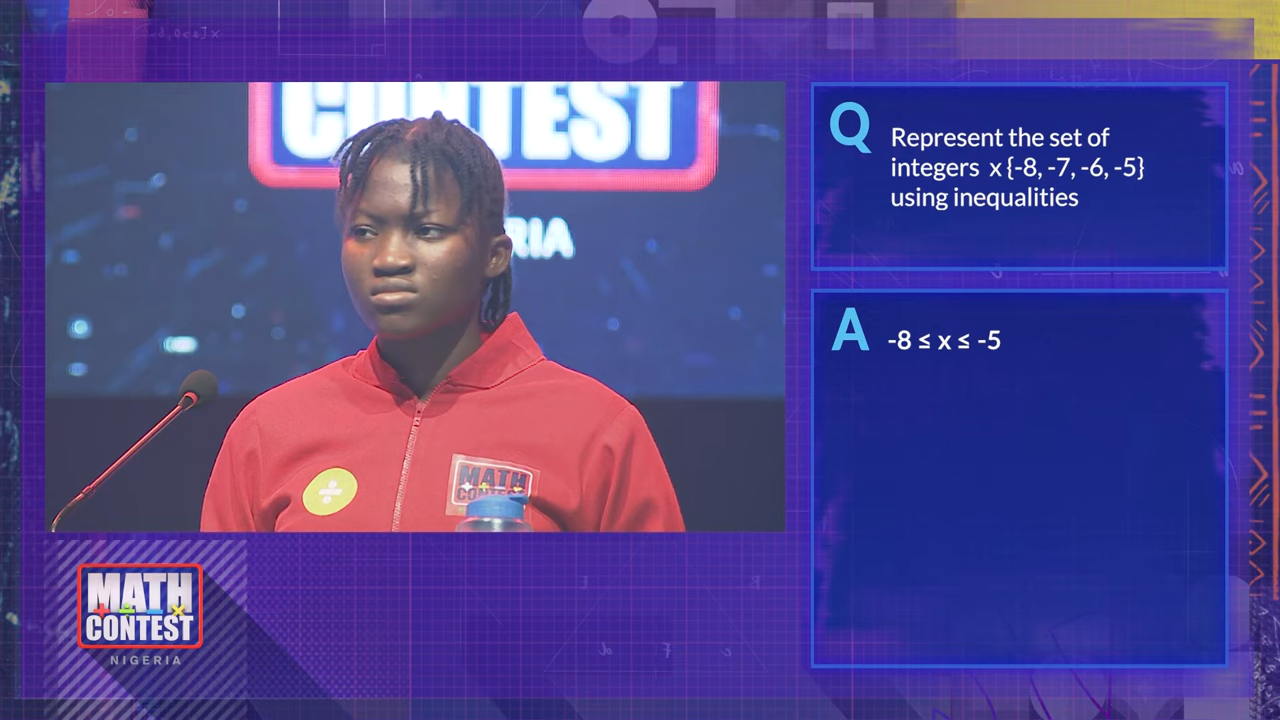 CONTEST
RIA
MATH
CONTEST
Q
Represent the set of
integers x {-8, -7, -6, -5}
using inequalities
A
-8 ≤ x ≤ -5
MATH
CONTEST
NIGERIA